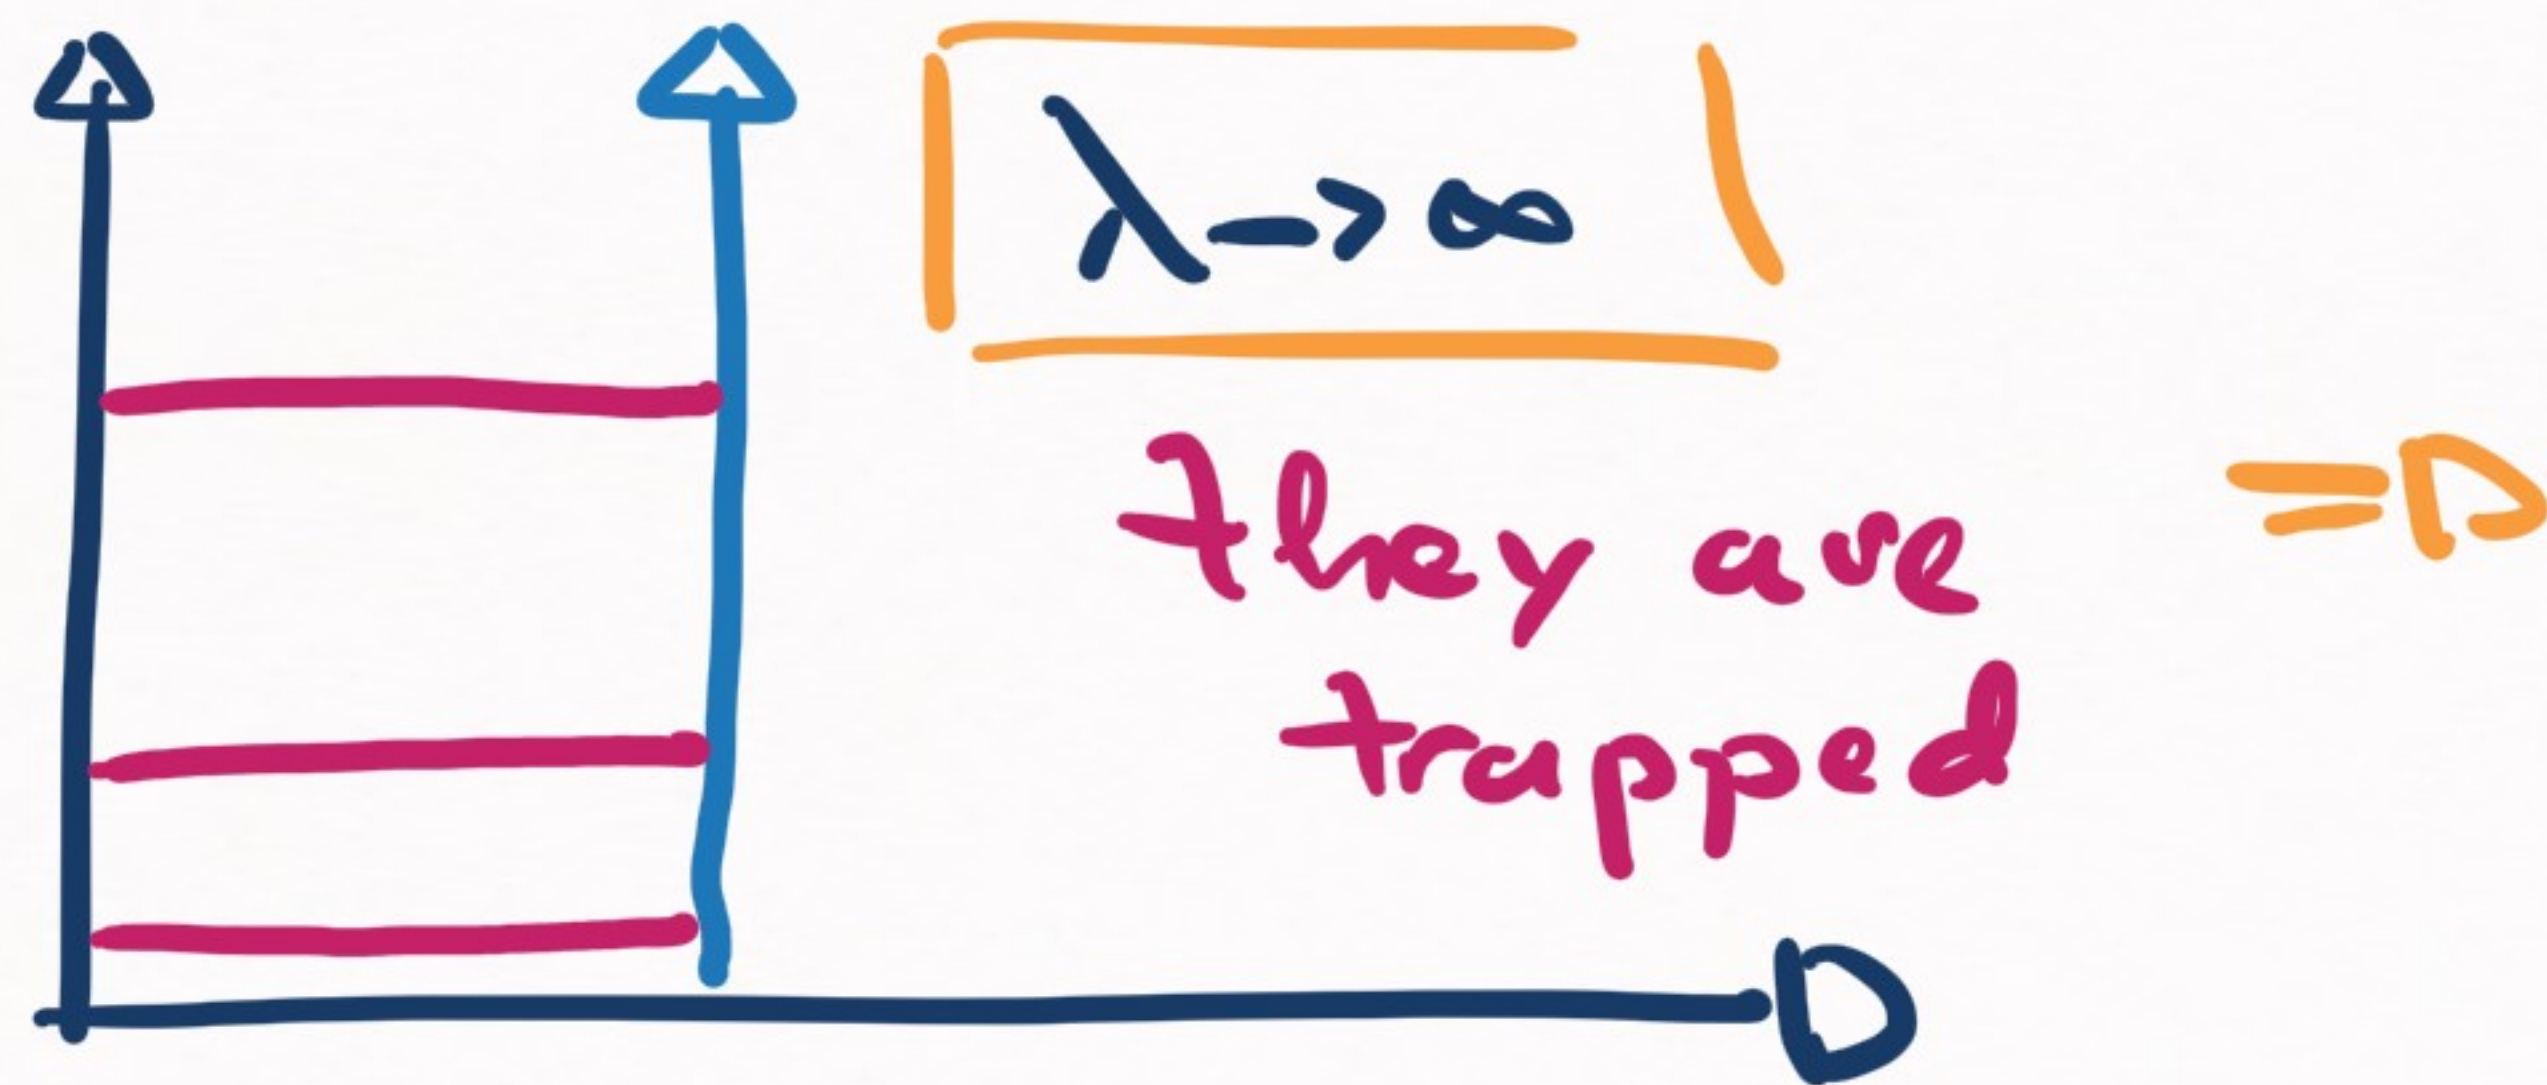 λ -> ∞
they are
=>
trapped